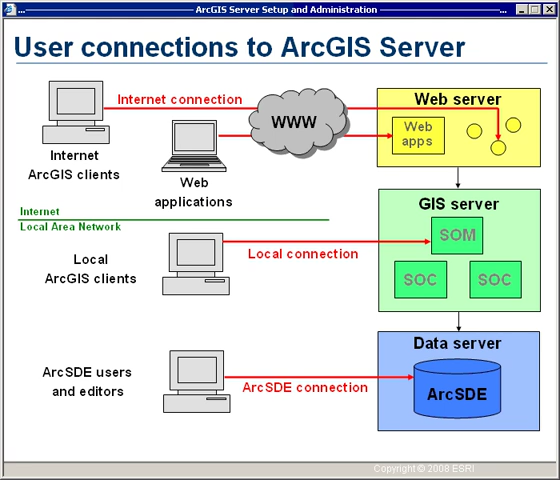 ArcGIS Server Setup and Administration
User connections to ArcGIS Server
Internet connection
WWW
Web server
Web
apps
Internet
ArcGIS clients
Web
applications
GIS server
SOM
Internet
Local Area Network
Local connection
Local
ArcGIS clients
SOC
SOC
Data server
ArcSDE users
and editors
ArcSDE connection
ArcSDE
Copyright © 2008 ESRI